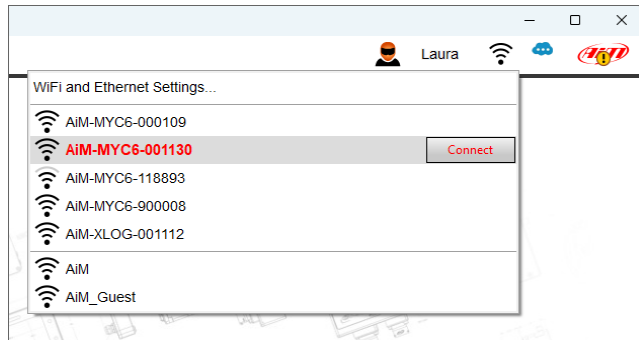 Laura
AiM
WiFi and Ethernet Settings...
AiM-MYC6-000109
AiM-MYC6-001130 Connect
AiM-MYC6-118893
AiM-MYC6-900008
AiM-XLOG-001112
AiM
AiM_Guest